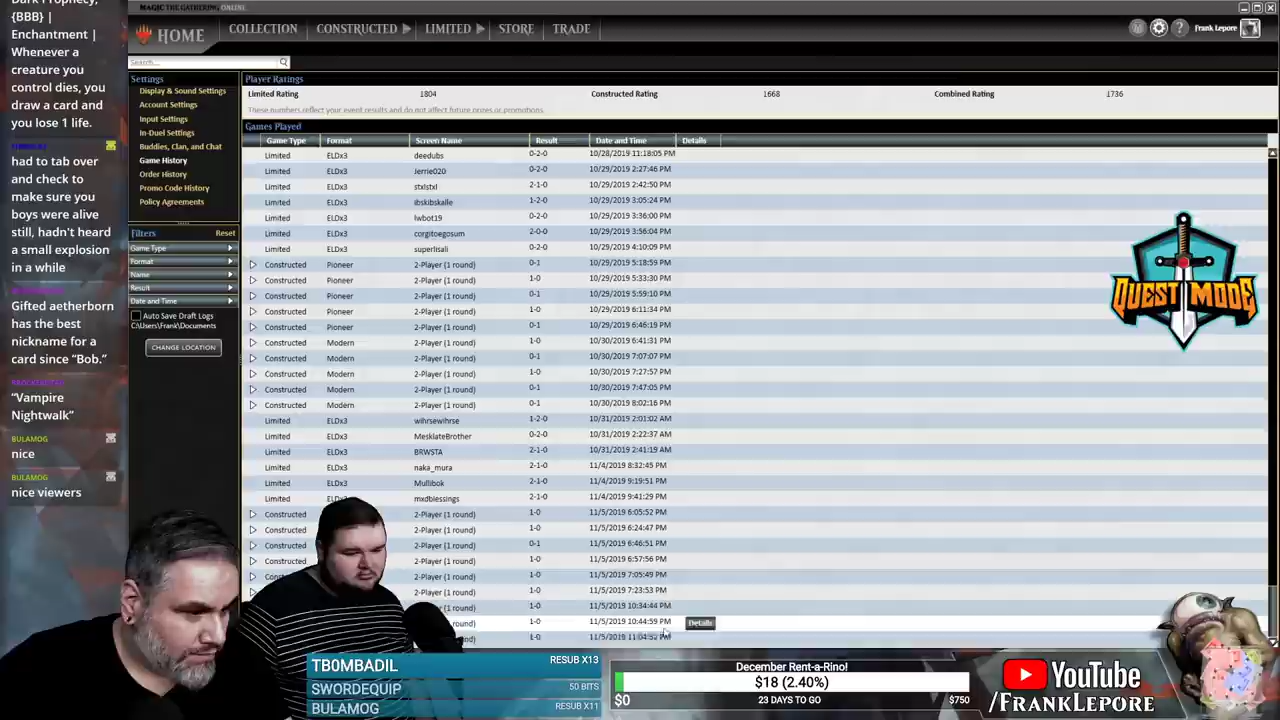 Dark Prophecy,
{BBB} |
Enchantment |
Whenever a
creature you
control dies, you
draw a card and
you lose 1 life.
had to tab over
and check to
make sure you
boys were alive
still, hadn't heard
a small explosion
in a while
Gifted aetherborn
has the best
nickname for a
card since "Bob."
"Vampire
Nightwalk"
BULAMOG
nice
BULAMOG
nice viewers
MAGIC THE GATHERING ONLINE
HOME
COLLECTION
CONSTRUCTED
LIMITED
STORE
TRADE
Frank Lepore
Search...
Settings
Display & Sound Settings
Account Settings
Input Settings
In-Duel Settings
Buddies, Clan, and Chat
Game History
Order History
Promo Code History
Policy Agreements
Filters Reset
Game Type
Format
Name
Result
Date and Time
Auto Save Draft Logs
C:\Users\Frank\Documents
CHANGE LOCATION
Player Ratings
Limited Rating 1804 Constructed Rating 1668 Combined Rating 1736
These numbers reflect your event results and do not affect future prizes or promotions.
Games Played
Game Type Format Screen Name Result Date and Time Details
Limited ELDx3 deedubs 0-2-0 10/28/2019 11:18:05 PM
Limited ELDx3 Jerrie020 0-2-0 10/29/2019 2:27:46 PM
Limited ELDx3 stxlstxl 2-1-0 10/29/2019 2:42:50 PM
Limited ELDx3 ibskibskalle 1-2-0 10/29/2019 3:05:24 PM
Limited ELDx3 lwbot19 0-2-0 10/29/2019 3:36:00 PM
Limited ELDx3 corgitoegosum 2-0-0 10/29/2019 3:56:04 PM
Limited ELDx3 superlisali 0-2-0 10/29/2019 4:10:09 PM
Constructed Pioneer 2-Player (1 round) 0-1 10/29/2019 5:18:59 PM
Constructed Pioneer 2-Player (1 round) 1-0 10/29/2019 5:33:30 PM
Constructed Pioneer 2-Player (1 round) 0-1 10/29/2019 5:59:10 PM
Constructed Pioneer 2-Player (1 round) 1-0 10/29/2019 6:11:34 PM
Constructed Pioneer 2-Player (1 round) 0-1 10/29/2019 6:46:19 PM
Constructed Modern 2-Player (1 round) 1-0 10/30/2019 6:41:31 PM
Constructed Modern 2-Player (1 round) 0-1 10/30/2019 7:07:07 PM
Constructed Modern 2-Player (1 round) 1-0 10/30/2019 7:27:57 PM
Constructed Modern 2-Player (1 round) 0-1 10/30/2019 7:47:05 PM
Constructed Modern 2-Player (1 round) 0-1 10/30/2019 8:02:16 PM
Limited ELDx3 wihrsewihrse 1-2-0 10/31/2019 2:01:02 AM
Limited ELDx3 MesklateBrother 0-2-0 10/31/2019 2:22:37 AM
Limited ELDx3 BRWSTA 2-1-0 10/31/2019 2:41:19 AM
Limited ELDx3 naka_mura 2-1-0 11/4/2019 8:32:45 PM
Limited ELDx3 Mullibok 2-1-0 11/4/2019 9:19:51 PM
Limited ELDx3 mxdblessings 2-1-0 11/4/2019 9:41:29 PM
Constructed 2-Player (1 round) 1-0 11/5/2019 6:05:52 PM
Constructed 2-Player (1 round) 1-0 11/5/2019 6:24:47 PM
Constructed 2-Player (1 round) 0-1 11/5/2019 6:46:51 PM
Constructed 2-Player (1 round) 1-0 11/5/2019 6:57:56 PM
2-Player (1 round) 1-0 11/5/2019 7:05:49 PM
2-Player (1 round) 1-0 11/5/2019 7:23:53 PM
round) 1-0 11/5/2019 10:34:44 PM
round) 1-0 11/5/2019 10:44:59 PM Details
round) 1-0 11/5/2019 11:04:52 PM
QUEST MODE
TB0MBADIL RESUB X13
SWORDEQUIP 50 BITS
BULAMOG RESUB X11
December Rent-a-Rino!
$18 (2.40%)
$0 23 DAYS TO GO $750
YouTube
/FRANKLEPORE